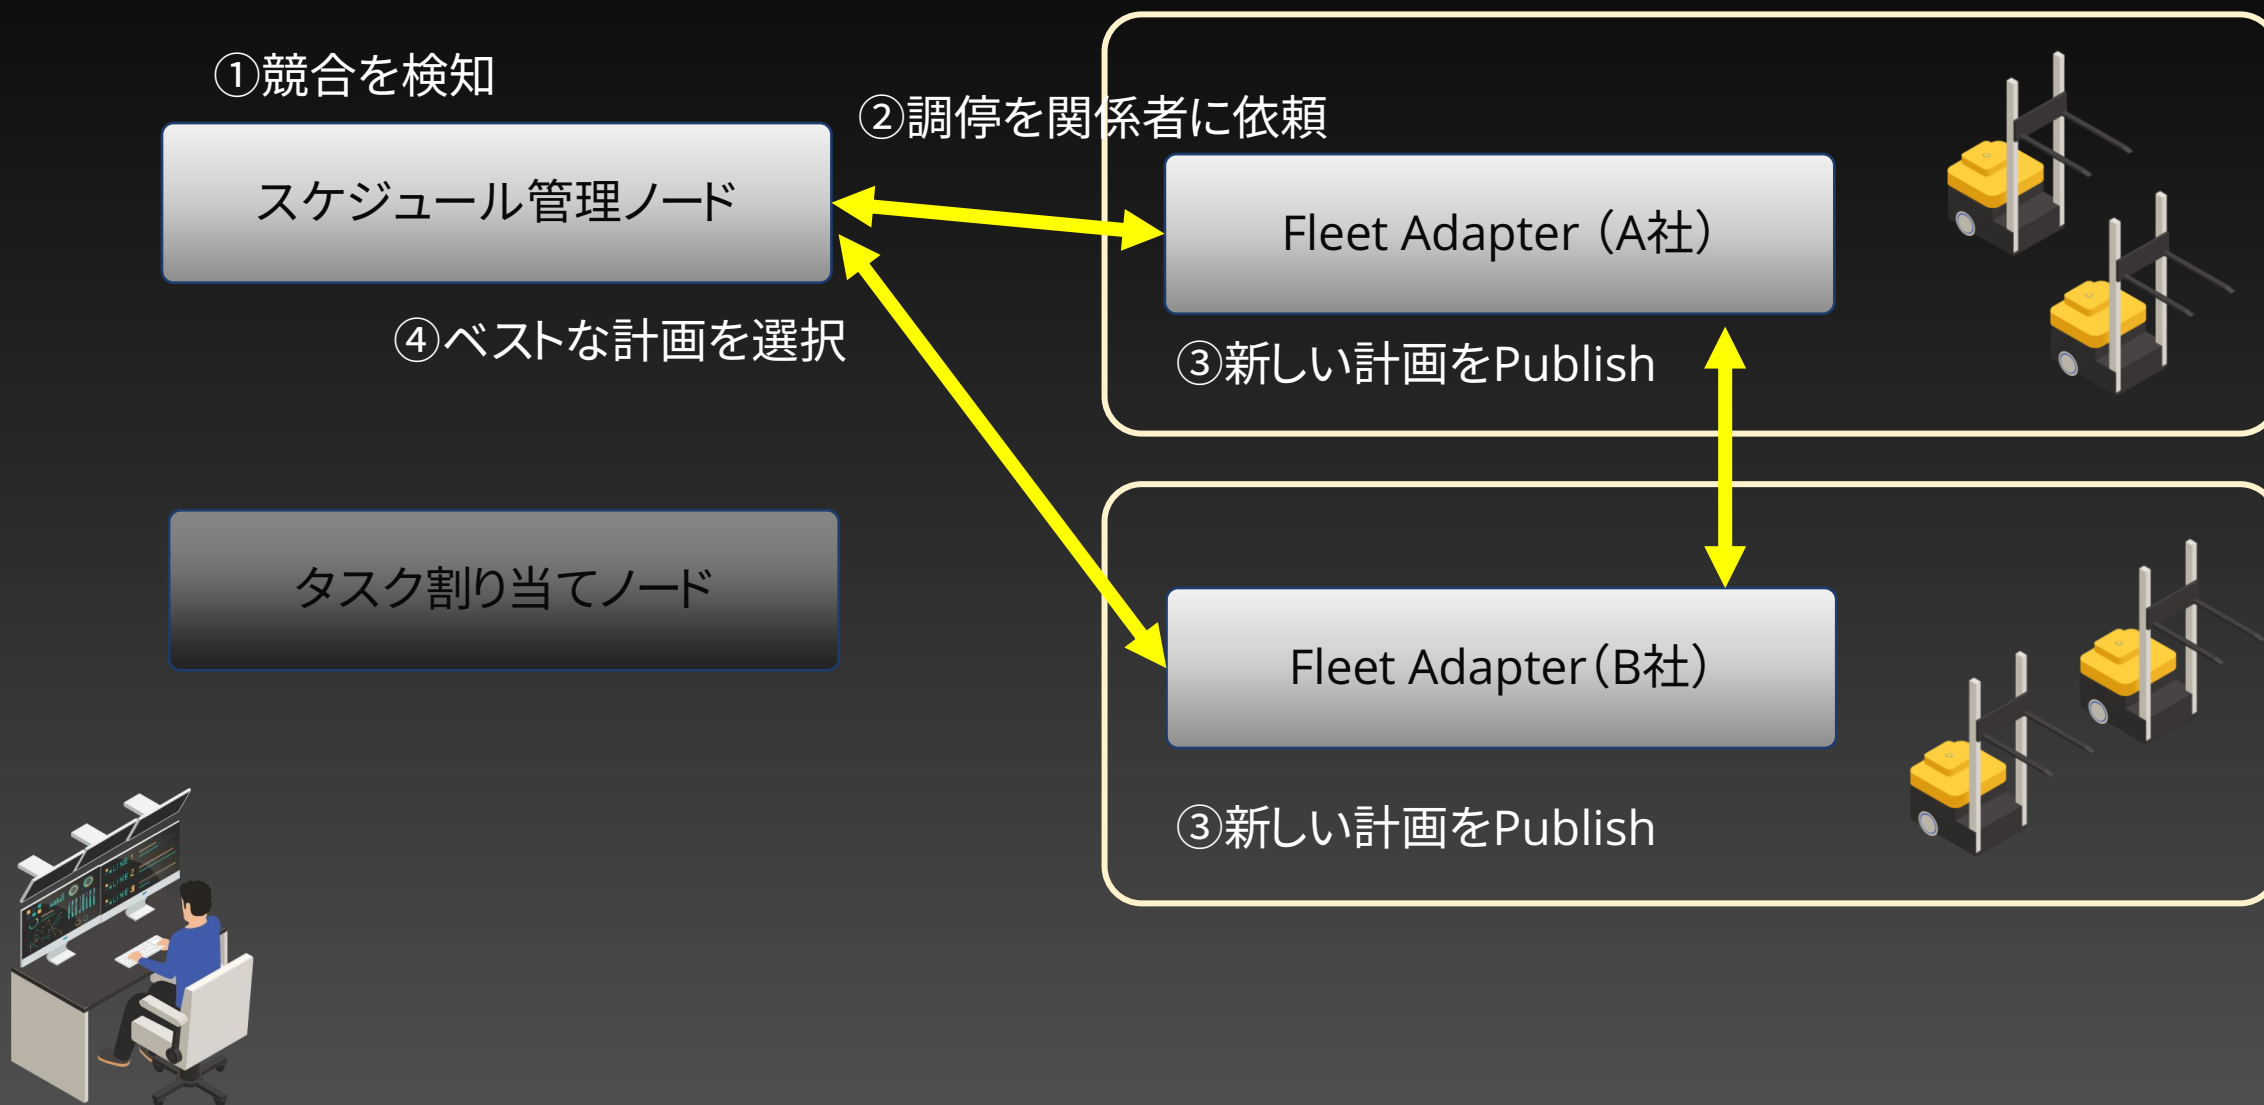 ①競合を検知
②調停を関係者に依頼
スケジュール管理ノード
Fleet Adapter（A社）
④ベストな計画を選択
③新しい計画をPublish
タスク割り当てノード
Fleet Adapter（B社）
③新しい計画をPublish